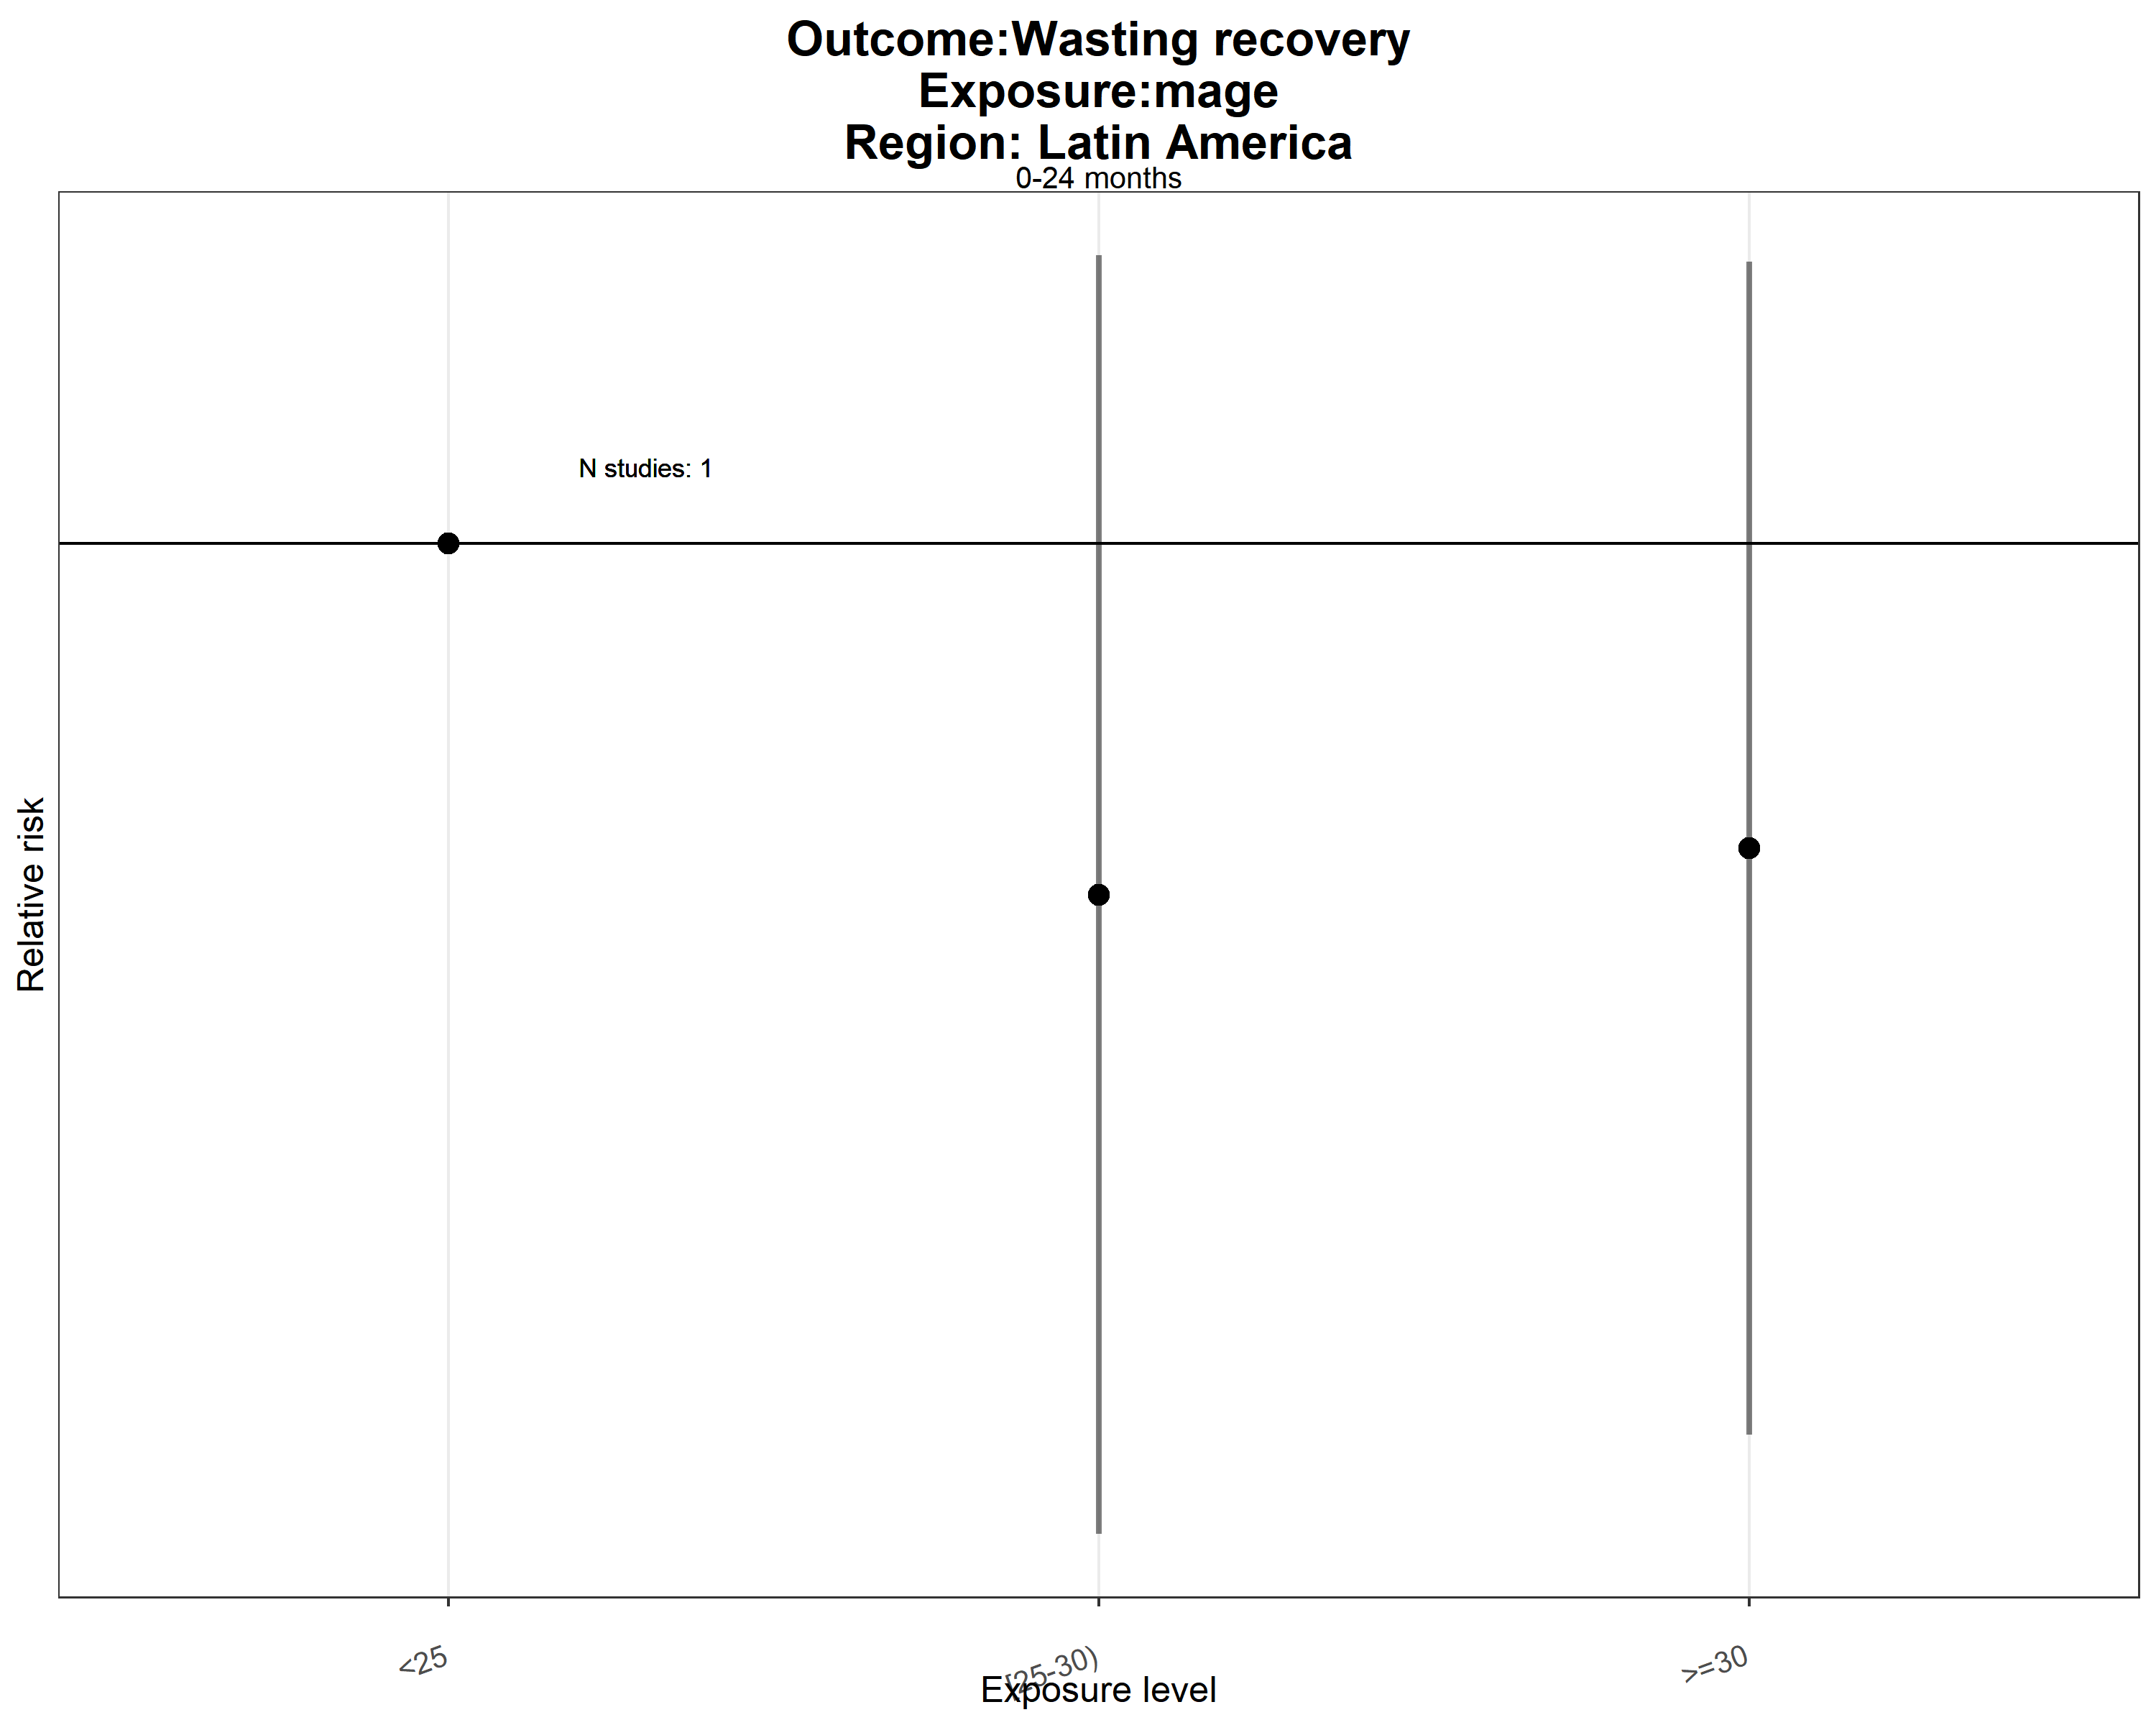 Outcome:Wasting recovery
Exposure:mage
Region: Latin America
0-24 months
N studies: 1
Relative risk
<25
[25-30)
>=30
Exposure level